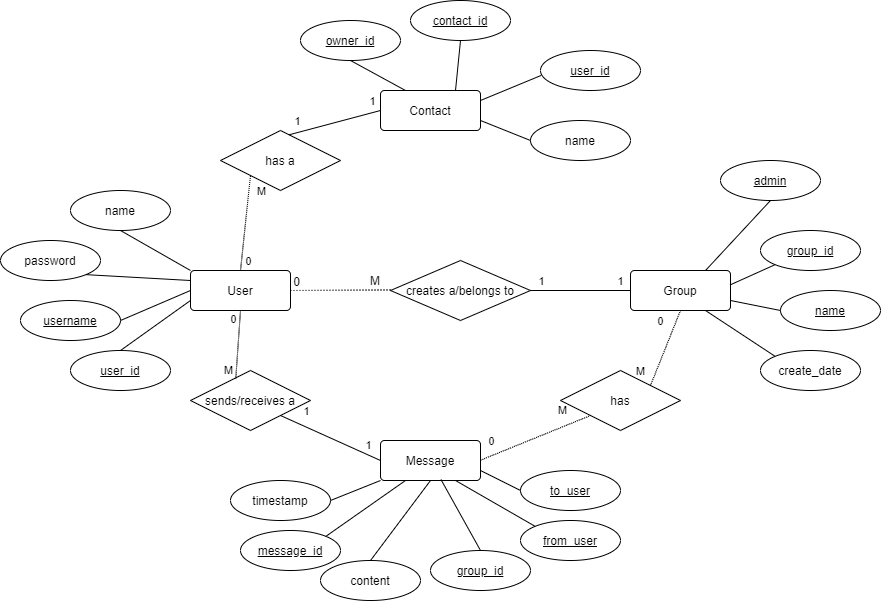 contact_id
owner_id
user_id
1
Contact
1
name
has a
admin
M
name
group_id
password
0
0
M
1
1
User
creates a/belongs to
Group
name
username
0
0
user_id
M
M
create_date
sends/receives a
has
1
M
1
0
Message
timestamp
to_user
message_id
from_user
content
group_id